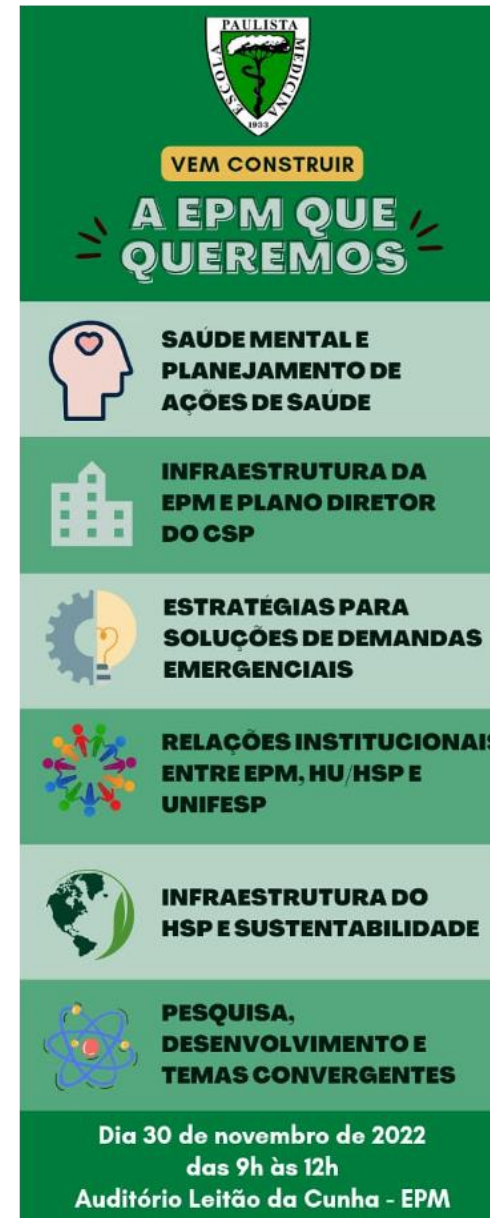 PAULISTA
ESCOLA
MEDICINA
1933
VEM CONSTRUIR
A EPM QUE
QUEREMOS
SAÚDE MENTAL E
PLANEJAMENTO DE
AÇÕES DE SAÚDE
INFRAESTRUTURA DA
EPM E PLANO DIRETOR
DO CSP
ESTRATÉGIAS PARA
SOLUÇÕES DE DEMANDAS
EMERGENCIAIS
RELAÇÕES INSTITUCIONAIS
ENTRE EPM, HU/HSP E
UNIFESP
INFRAESTRUTURA DO
HSP E SUSTENTABILIDADE
PESQUISA,
DESENVOLVIMENTO E
TEMAS CONVERGENTES
Dia 30 de novembro de 2022
das 9h às 12h
Auditório Leitão da Cunha - EPM